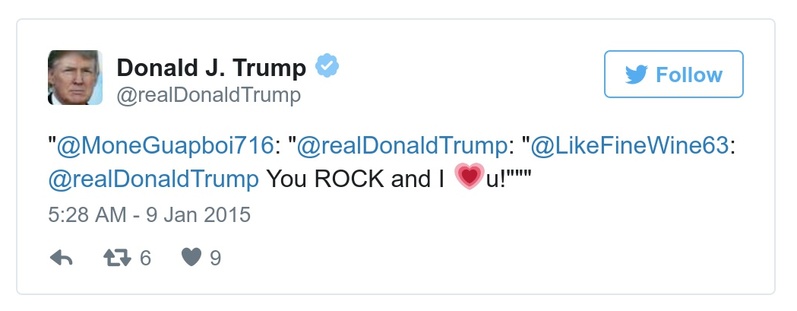 Donald J. Trump
@realDonaldTrump
Follow
"@MoneGuapboi716: "@realDonaldTrump: "@LikeFineWine63:
@realDonaldTrump You ROCK and I 💗u!"""
5:28 AM - 9 Jan 2015
6 9